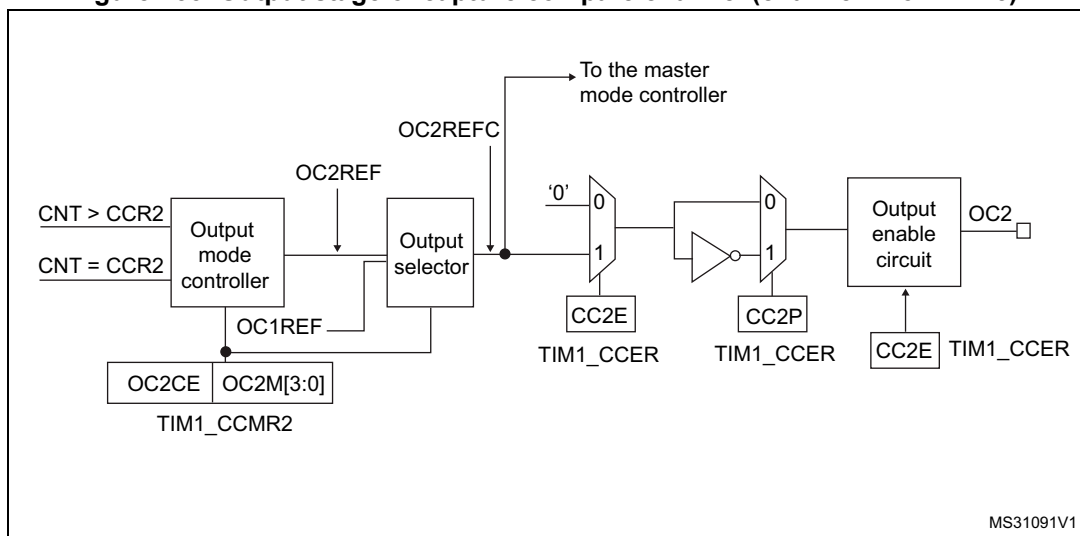 To the master
mode controller
OC2REFC
OC2REF
'0'
0
1
0
1
CNT > CCR2
CNT = CCR2
Output
mode
controller
Output
selector
Output
enable
circuit
OC2
OC1REF
CC2E
CC2P
CC2E
TIM1_CCER
TIM1_CCER
TIM1_CCER
OC2CE
OC2M[3:0]
TIM1_CCMR2
MS31091V1